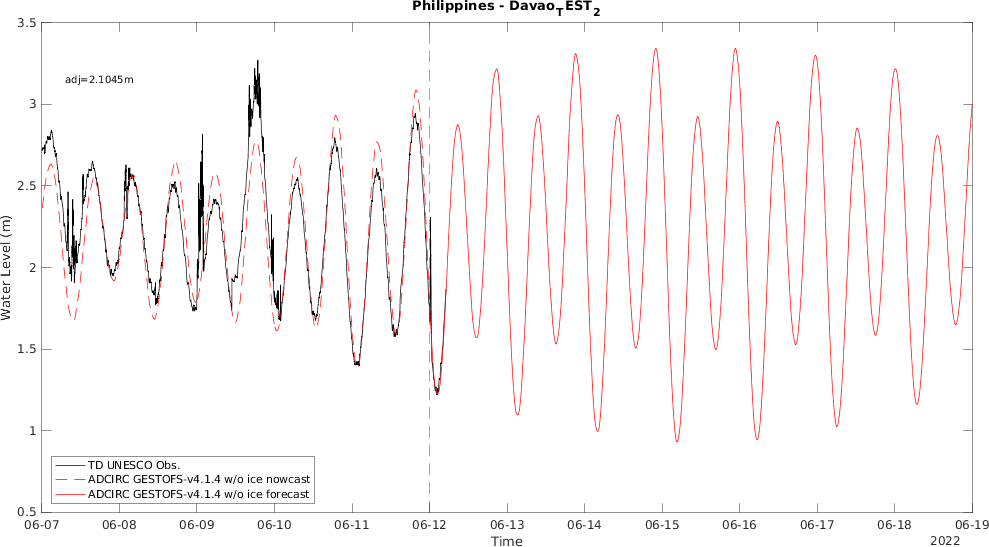 Philippines - Davao_TEST_2
adj=2.1045m
Water Level (m)
3.5
3
2.5
2
1.5
1
0.5
TD UNESCO Obs.
ADCIRC GESTOFS-v4.1.4 w/o ice nowcast
ADCIRC GESTOFS-v4.1.4 w/o ice forecast
06-07 06-08 06-09 06-10 06-11 06-12 06-13 06-14 06-15 06-16 06-17 06-18 06-19
Time
2022